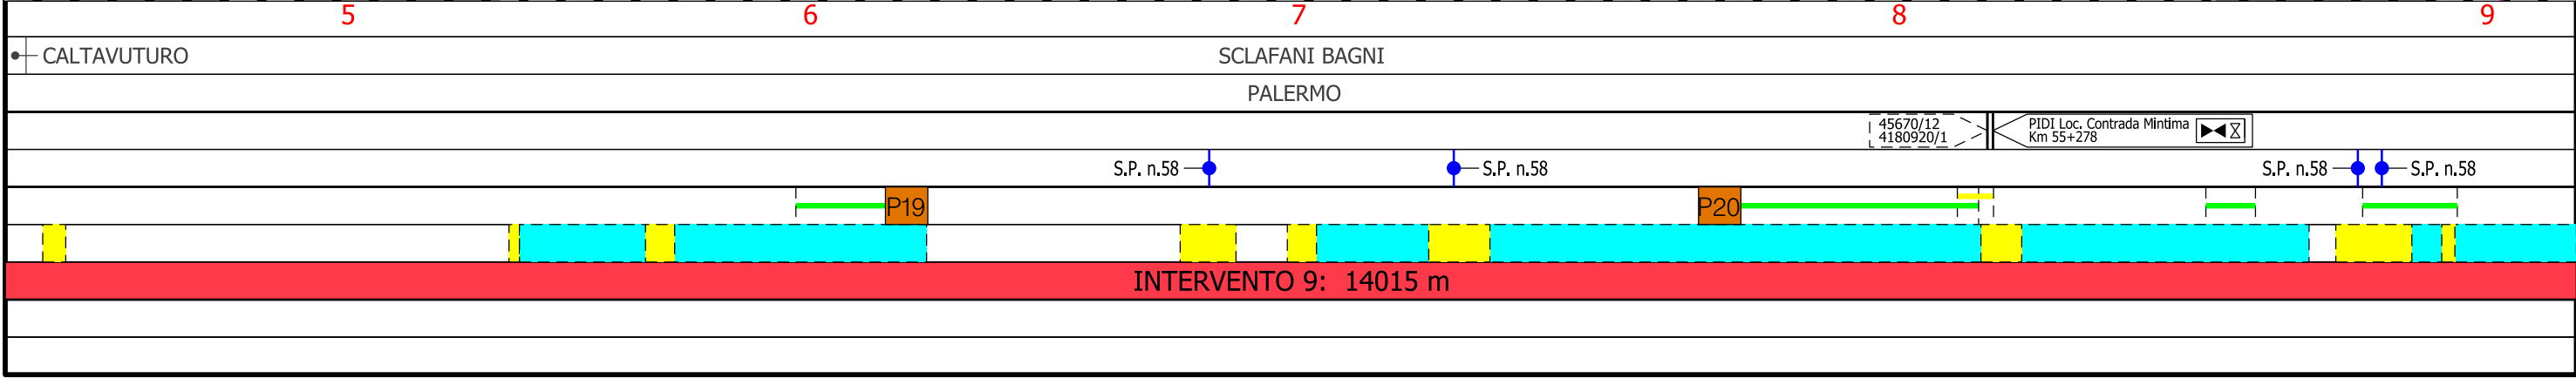 5 6 7 8 9
CALTAVUTURO SCLAFANI BAGNI
PALERMO
45670/12 PIDI Loc. Contrada Mintima
4180920/1 Km 55+278
S.P. n.58 S.P. n.58 S.P. n.58 S.P. n.58
P19 P20
INTERVENTO 9: 14015 m